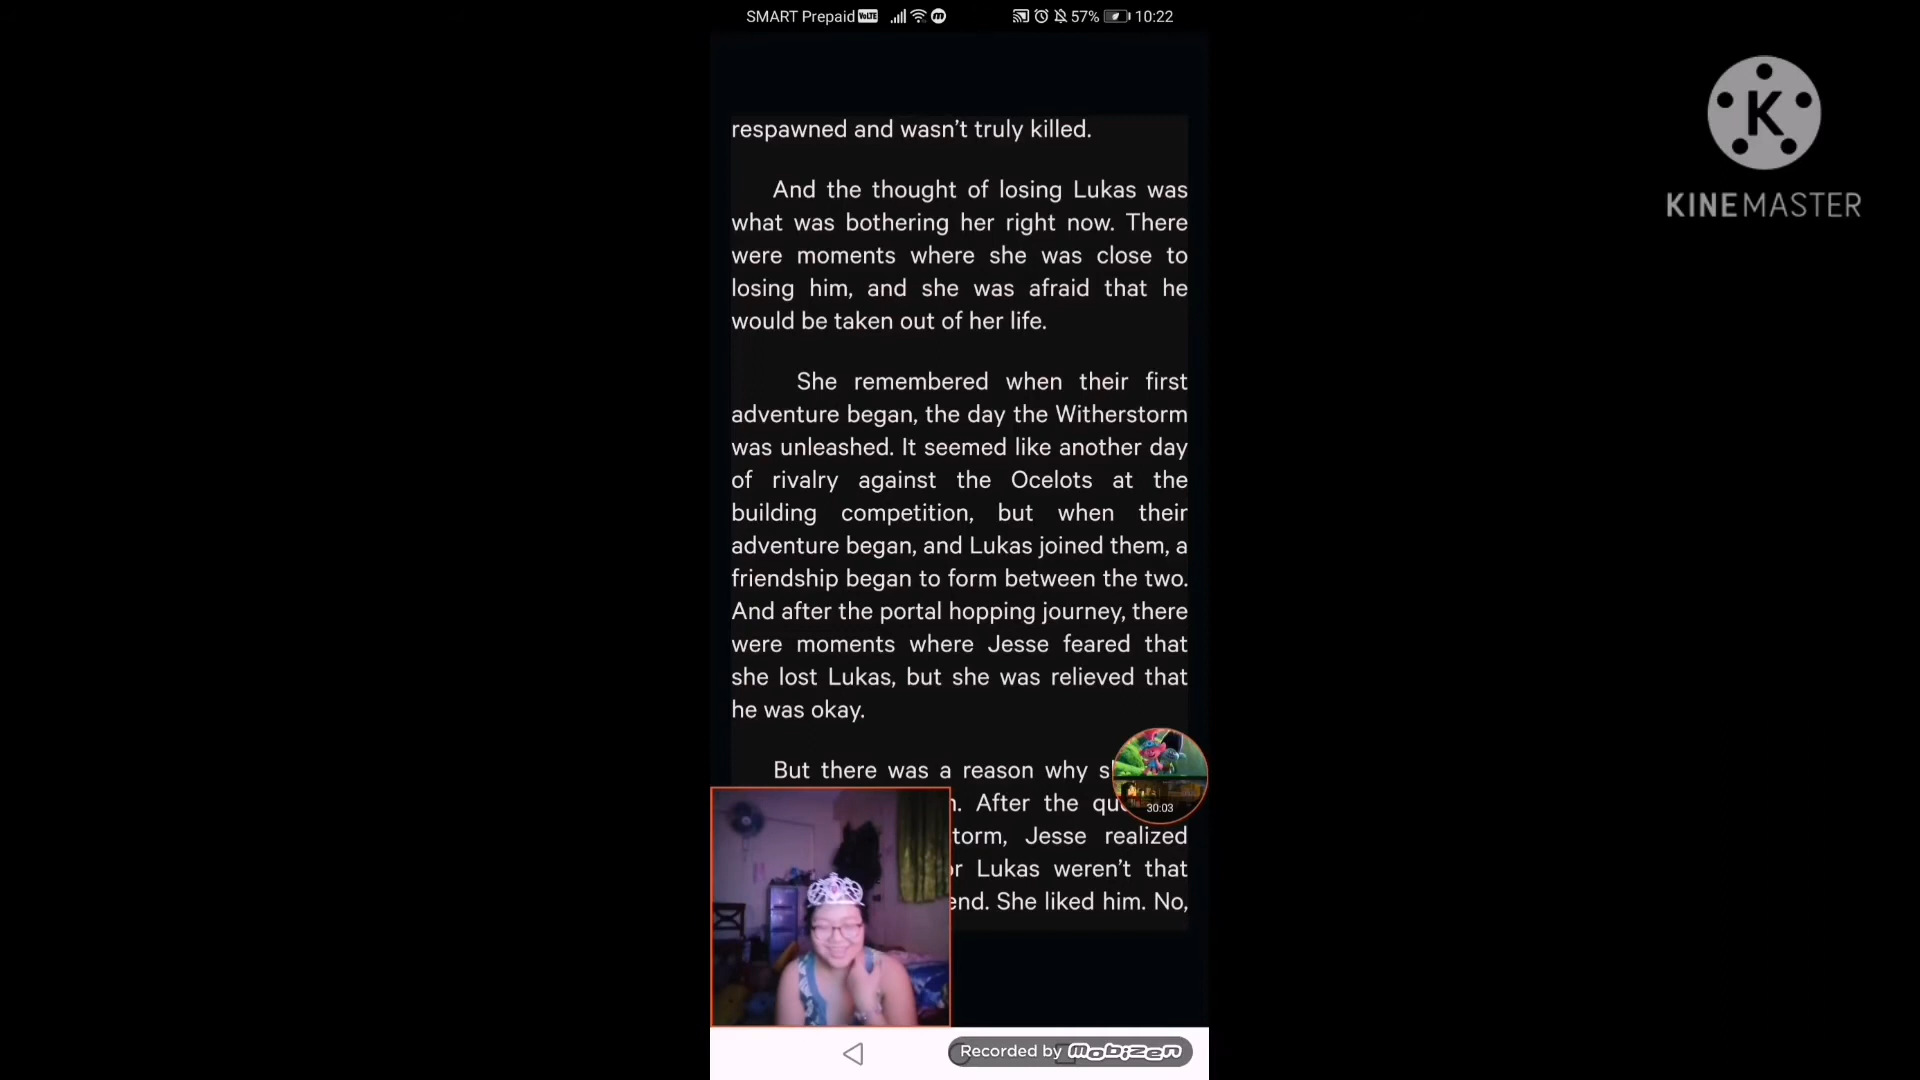 SMART Prepaid VoLTE 57% 10:22
respawned and wasn't truly killed.
And the thought of losing Lukas was
what was bothering her right now. There
were moments where she was close to
losing him, and she was afraid that he
would be taken out of her life.
She remembered when their first
adventure began, the day the Witherstorm
was unleashed. It seemed like another day
of rivalry against the Ocelots at the
building competition, but when their
adventure began, and Lukas joined them, a
friendship began to form between the two.
And after the portal hopping journey, there
were moments where Jesse feared that
she lost Lukas, but she was relieved that
he was okay.
But there was a reason why
After the
Jesse realized
Lukas weren't that
She liked him. No,
30:03
Recorded by mobizen
K
KINEMASTER